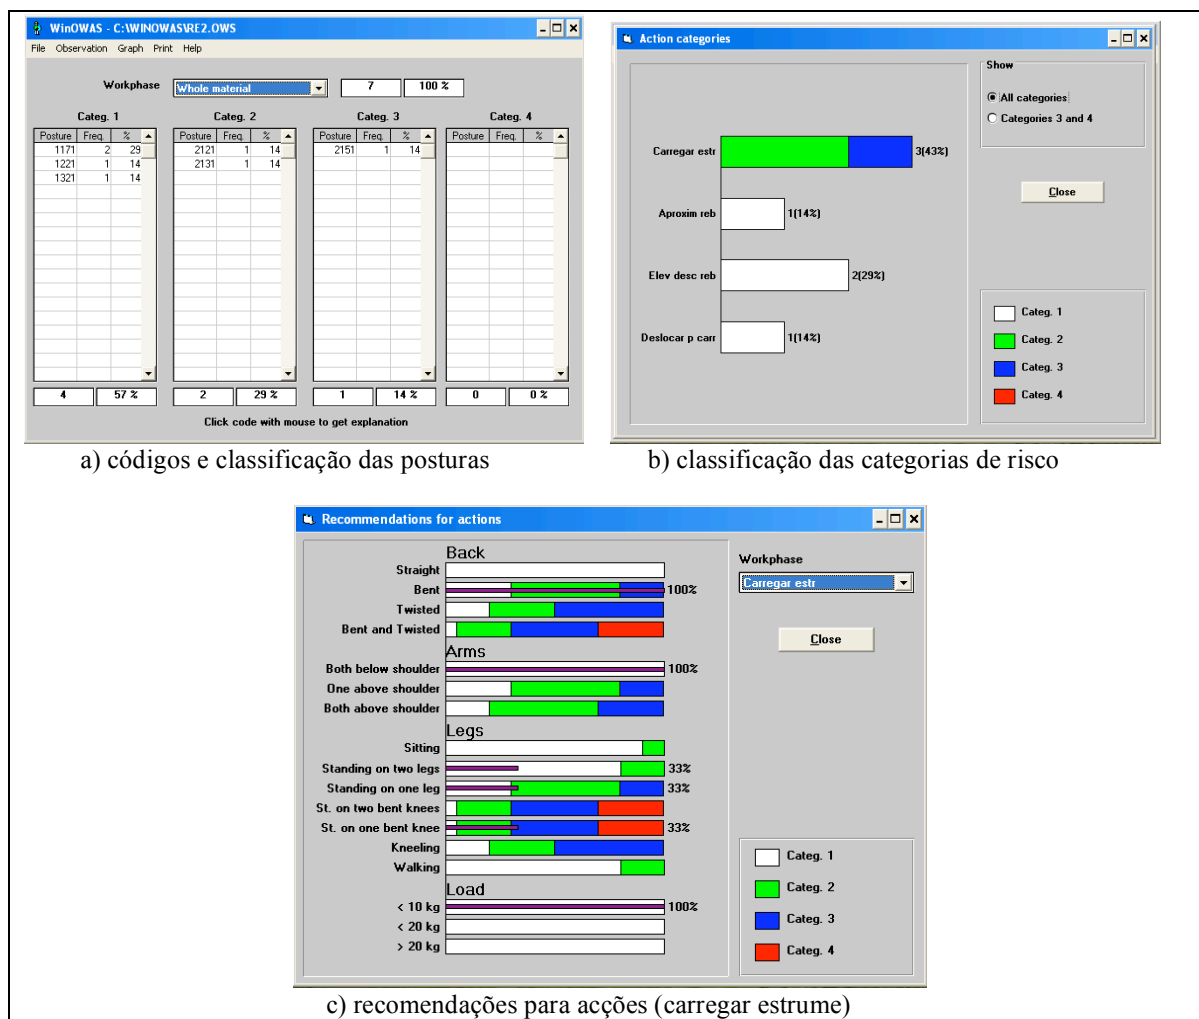 WinOWAS - C:\WINOWAS\RE2.OWS
File Observation Graph Print Help
Workphase Whole material 7 100 %
Categ. 1 Categ. 2 Categ. 3 Categ. 4
Posture Freq. % Posture Freq. % Posture Freq. % Posture Freq. %
1171 2 29 2121 1 14 2151 1 14
1221 1 14 2131 1 14
1321 1 14
4 57 % 2 29 % 1 14 % 0 0 %
Click code with mouse to get explanation
a) códigos e classificação das posturas
Action categories
Show
All categories
Categories 3 and 4
Close
Carregar estr 3(43%)
Aproxim reb 1(14%)
Elev desc reb 2(29%)
Deslocar p carr 1(14%)
Categ. 1
Categ. 2
Categ. 3
Categ. 4
b) classificação das categorias de risco
Recommendations for actions
Back
Straight
Bent 100%
Twisted
Bent and Twisted
Arms
Both below shoulder 100%
One above shoulder
Both above shoulder
Legs
Sitting
Standing on two legs 33%
Standing on one leg 33%
St. on two bent knees
St. on one bent knee 33%
Kneeling
Walking
Load
< 10 kg 100%
< 20 kg
> 20 kg
Workphase
Carregar estr
Close
Categ. 1
Categ. 2
Categ. 3
Categ. 4
c) recomendações para acções (carregar estrume)